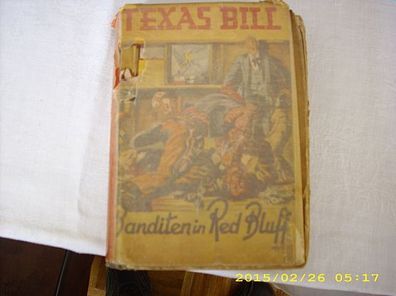 TEXAS BILL
Banditen in Red Bluff
2015/02/26 05:17